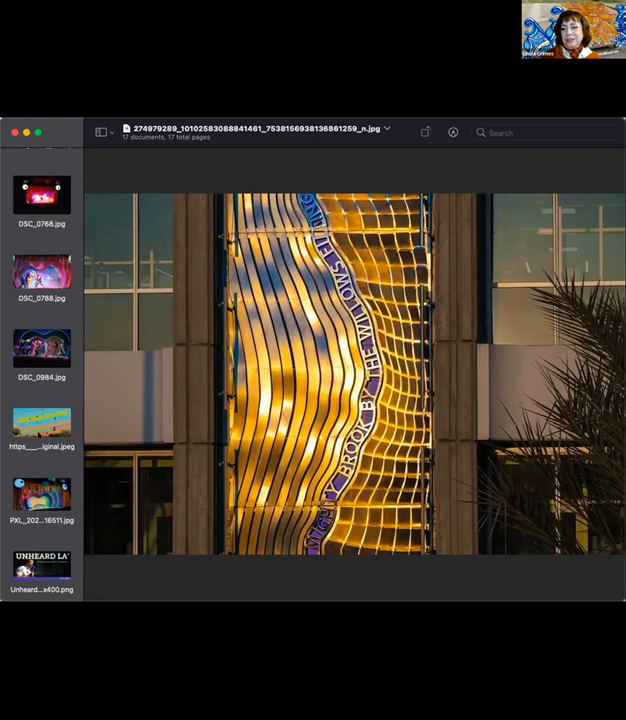 274979289_10102583088841461_7538156938136861259_n.jpg
17 documents, 17 total pages
Search
DSC_0768.jpg
DSC_0788.jpg
DSC_0984.jpg
https___...iginal.jpeg
PXL_202...16511.jpg
UNHEARD LA
Unheard...x400.png
MIGHTY BROOK BY THE WILLOWS